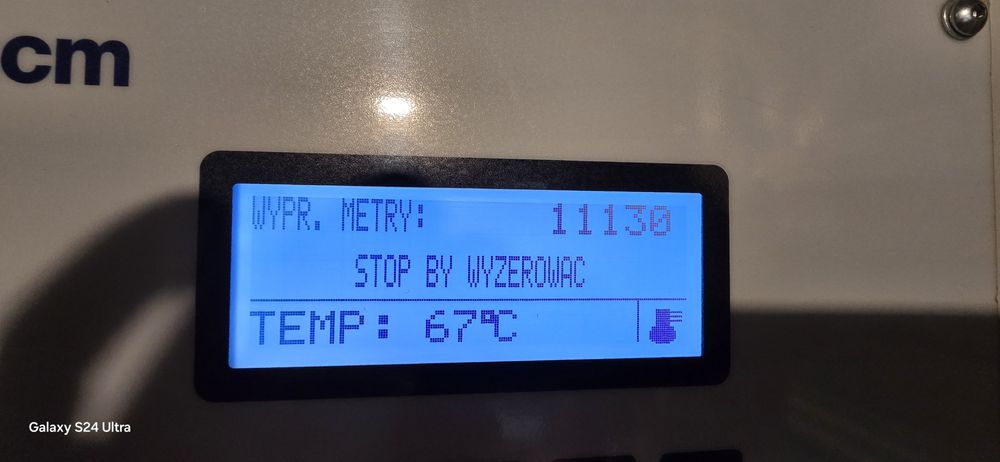 cm
WYPR. METRY: 11130
STOP BY WYZEROWAC
TEMP: 67°C
Galaxy S24 Ultra